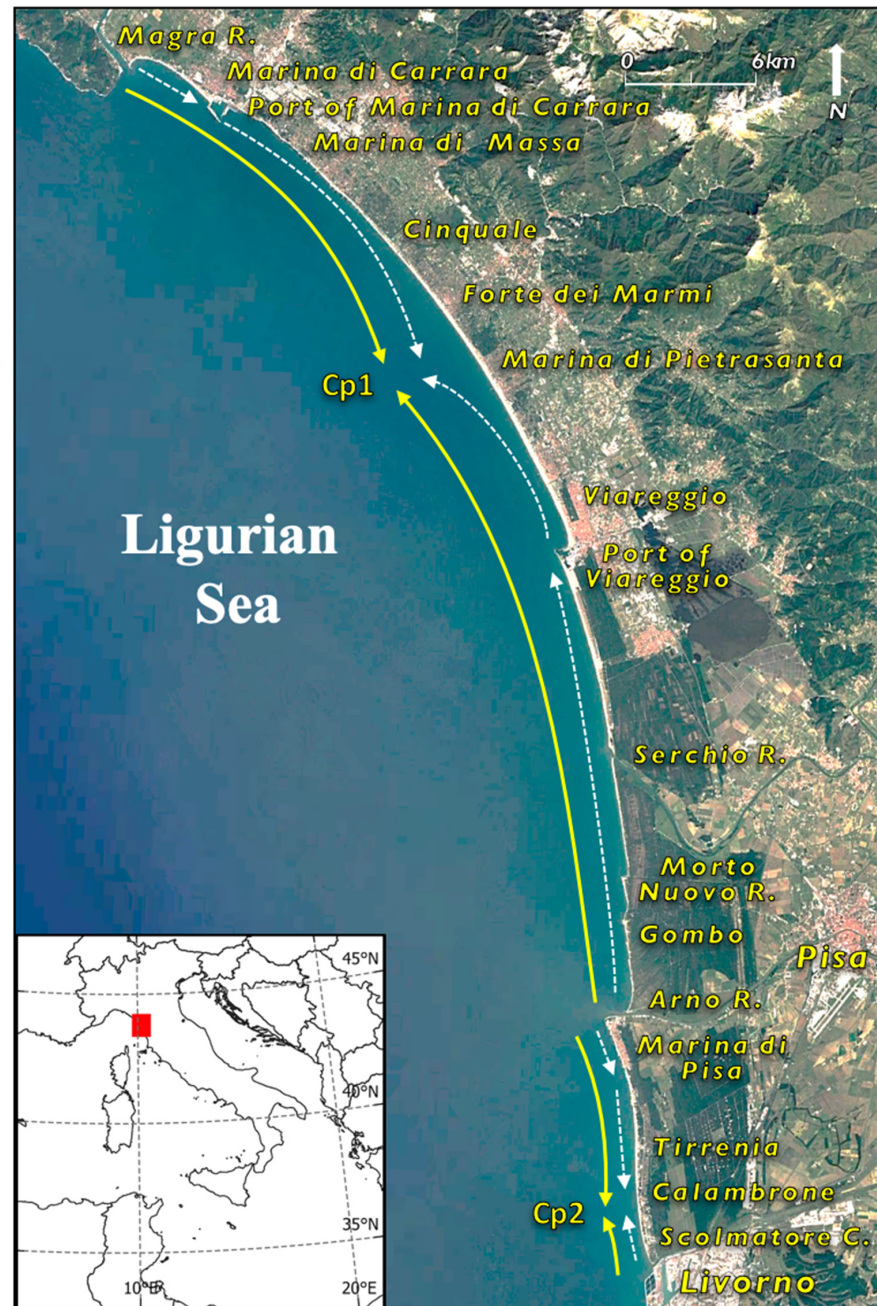 Magra R.
0 6km
Marina di Carrara
Port of Marina di Carrara
N
Marina di Massa
Cinquale
Forte dei Marmi
Marina di Pietrasanta
Cp1
Viareggio
Ligurian
Sea
Port of
Viareggio
Serchio R.
Morto
Nuovo R.
Gombo
Pisa
Arno R.
Marina di
Pisa
Tirrenia
Calambrone
Cp2
Scolmatore C.
Livorno
45°N
40°N
35°N
10°E 20°E